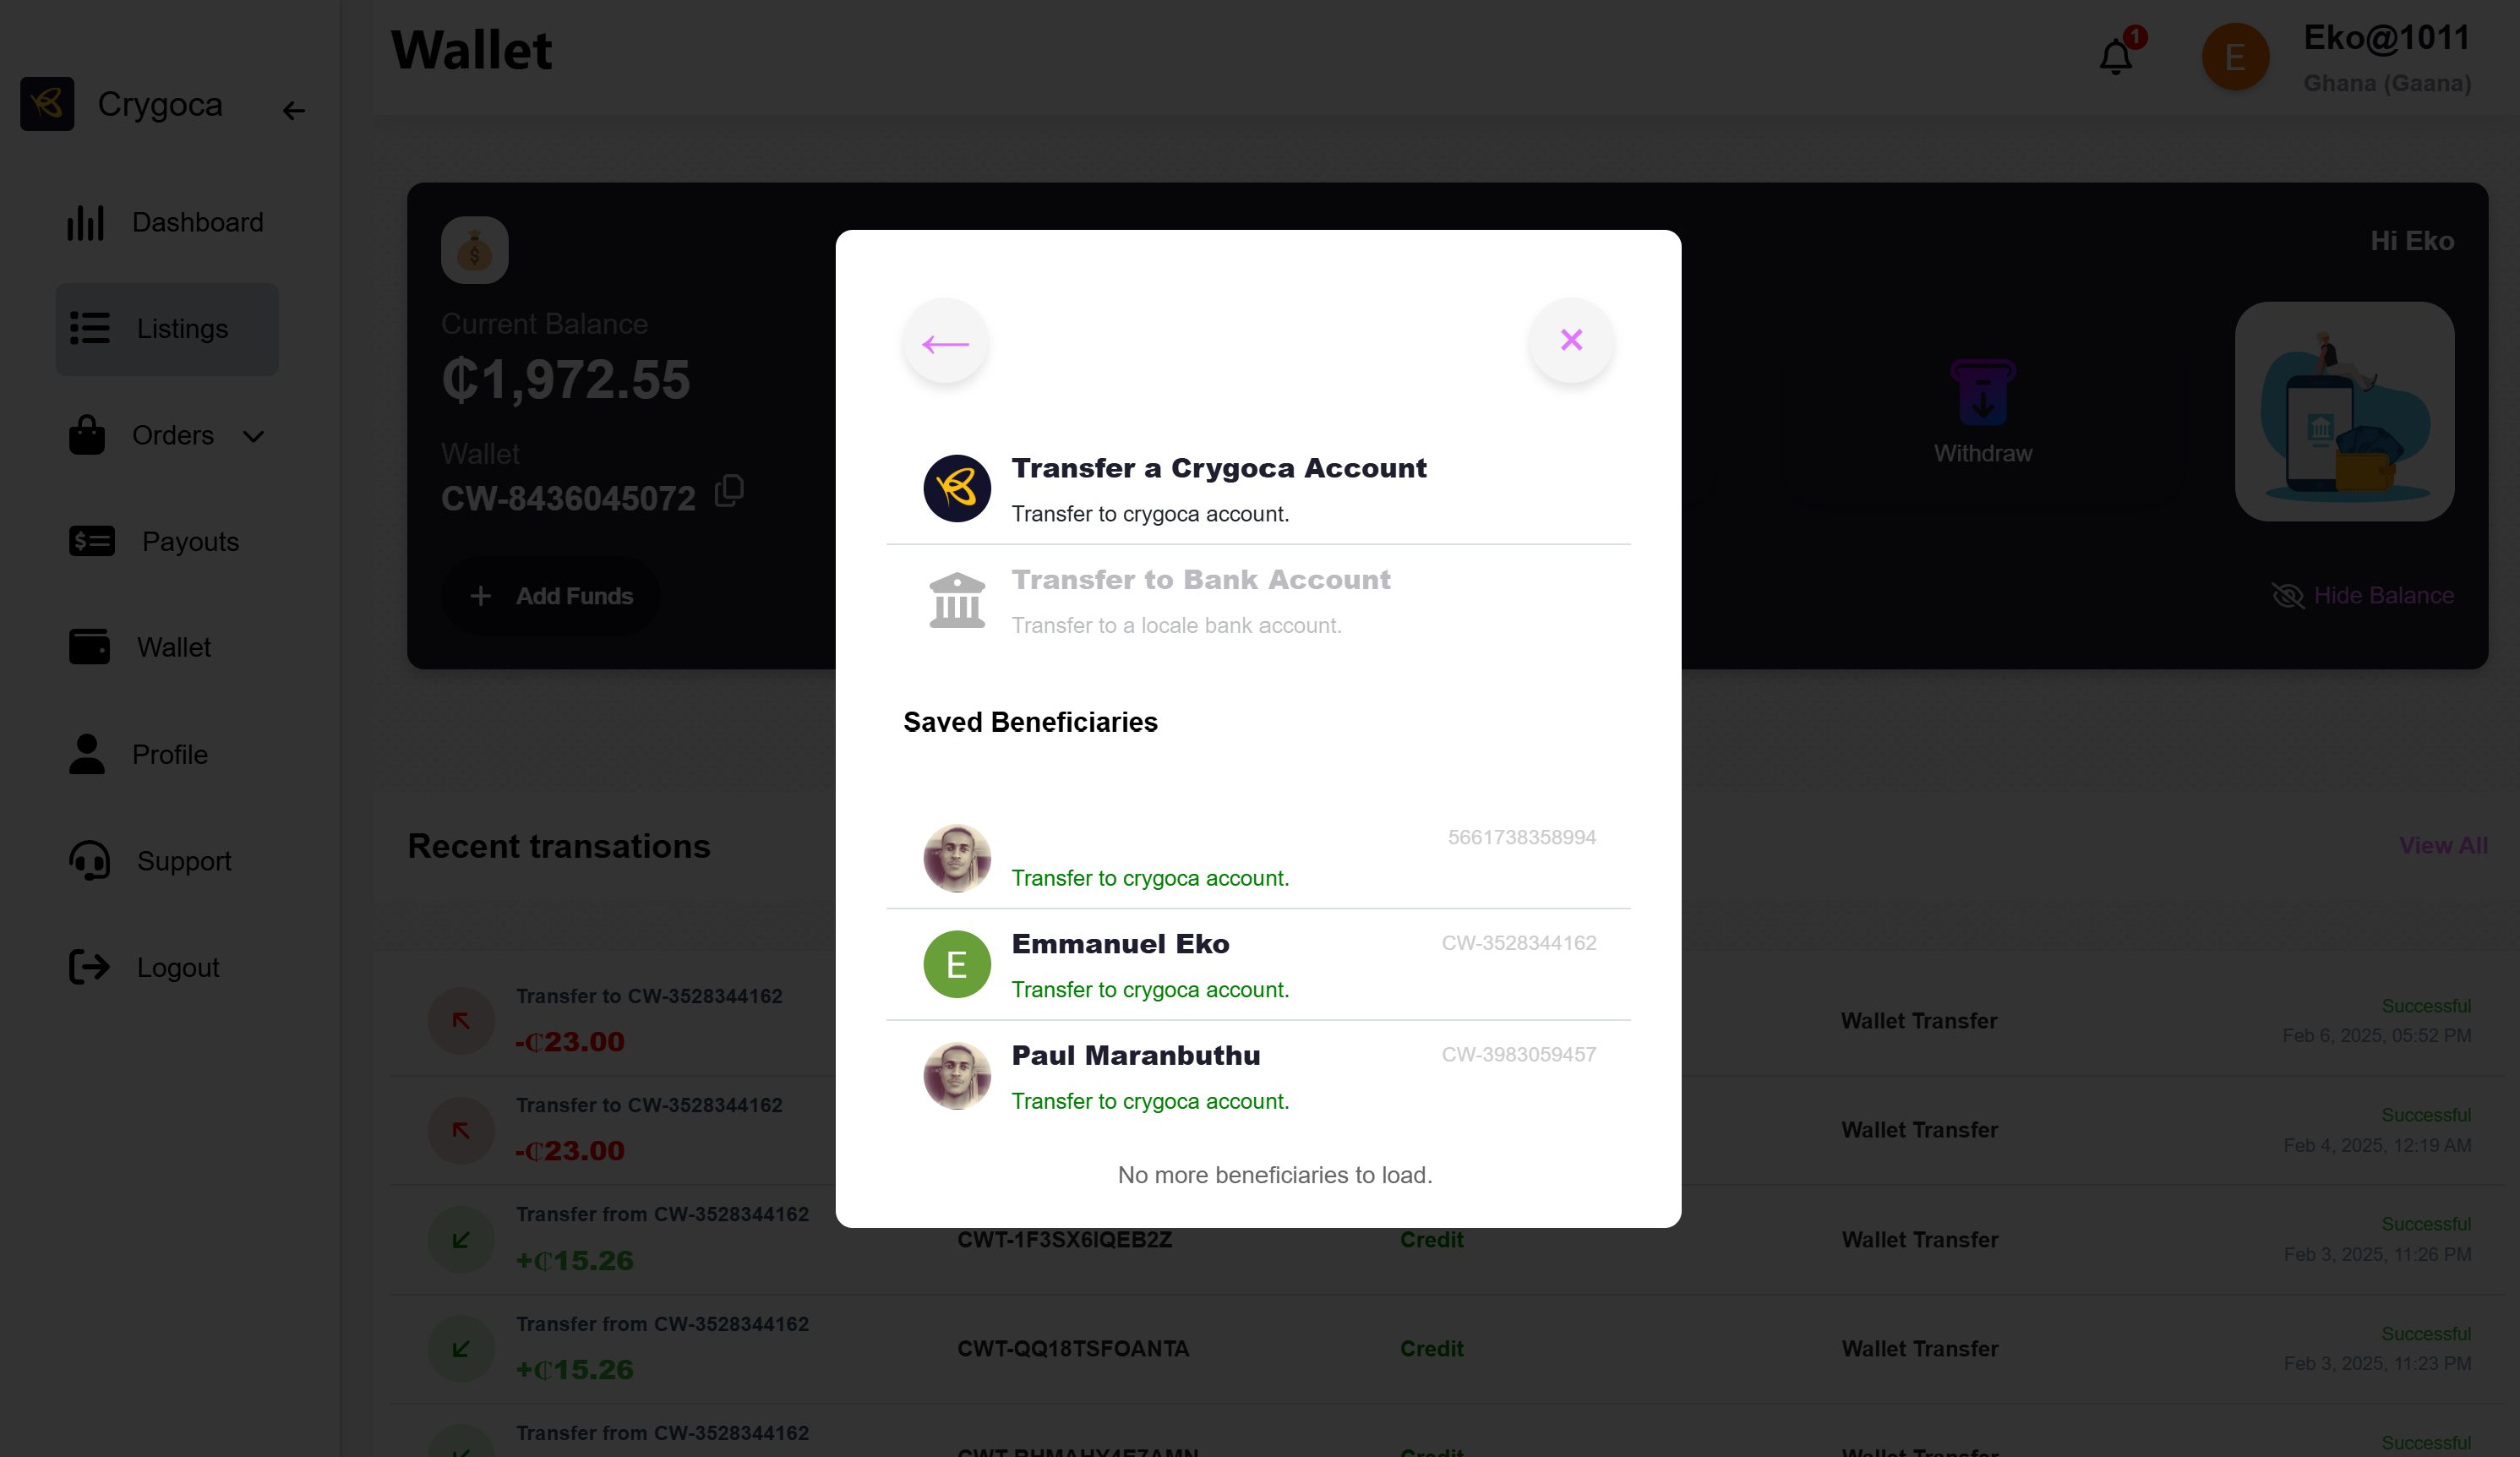 Crygoca
Dashboard
Listings
Orders
Payouts
Wallet
Profile
Support
Logout
Wallet
1
E
Eko@1011
Ghana (Gaana)
Hi Eko
Current Balance
₵1,972.55
Wallet
CW-8436045072
Add Funds
Withdraw
Hide Balance
Transfer a Crygoca Account
Transfer to crygoca account.
Transfer to Bank Account
Transfer to a locale bank account.
Saved Beneficiaries
5661738358994
Transfer to crygoca account.
E
Emmanuel Eko
CW-3528344162
Transfer to crygoca account.
Paul Maranbuthu
CW-3983059457
Transfer to crygoca account.
No more beneficiaries to load.
Recent transations
View All
Transfer to CW-3528344162
-₵23.00
Wallet Transfer
Successful
Feb 6, 2025, 05:52 PM
Transfer to CW-3528344162
-₵23.00
Wallet Transfer
Successful
Feb 4, 2025, 12:19 AM
Transfer from CW-3528344162
+₵15.26
CWT-1F3SX6IQEB2Z
Credit
Wallet Transfer
Successful
Feb 3, 2025, 11:26 PM
Transfer from CW-3528344162
+₵15.26
CWT-QQ18TSFOANTA
Credit
Wallet Transfer
Successful
Feb 3, 2025, 11:23 PM
Transfer from CW-3528344162
Credit
Wallet Transfer
Successful